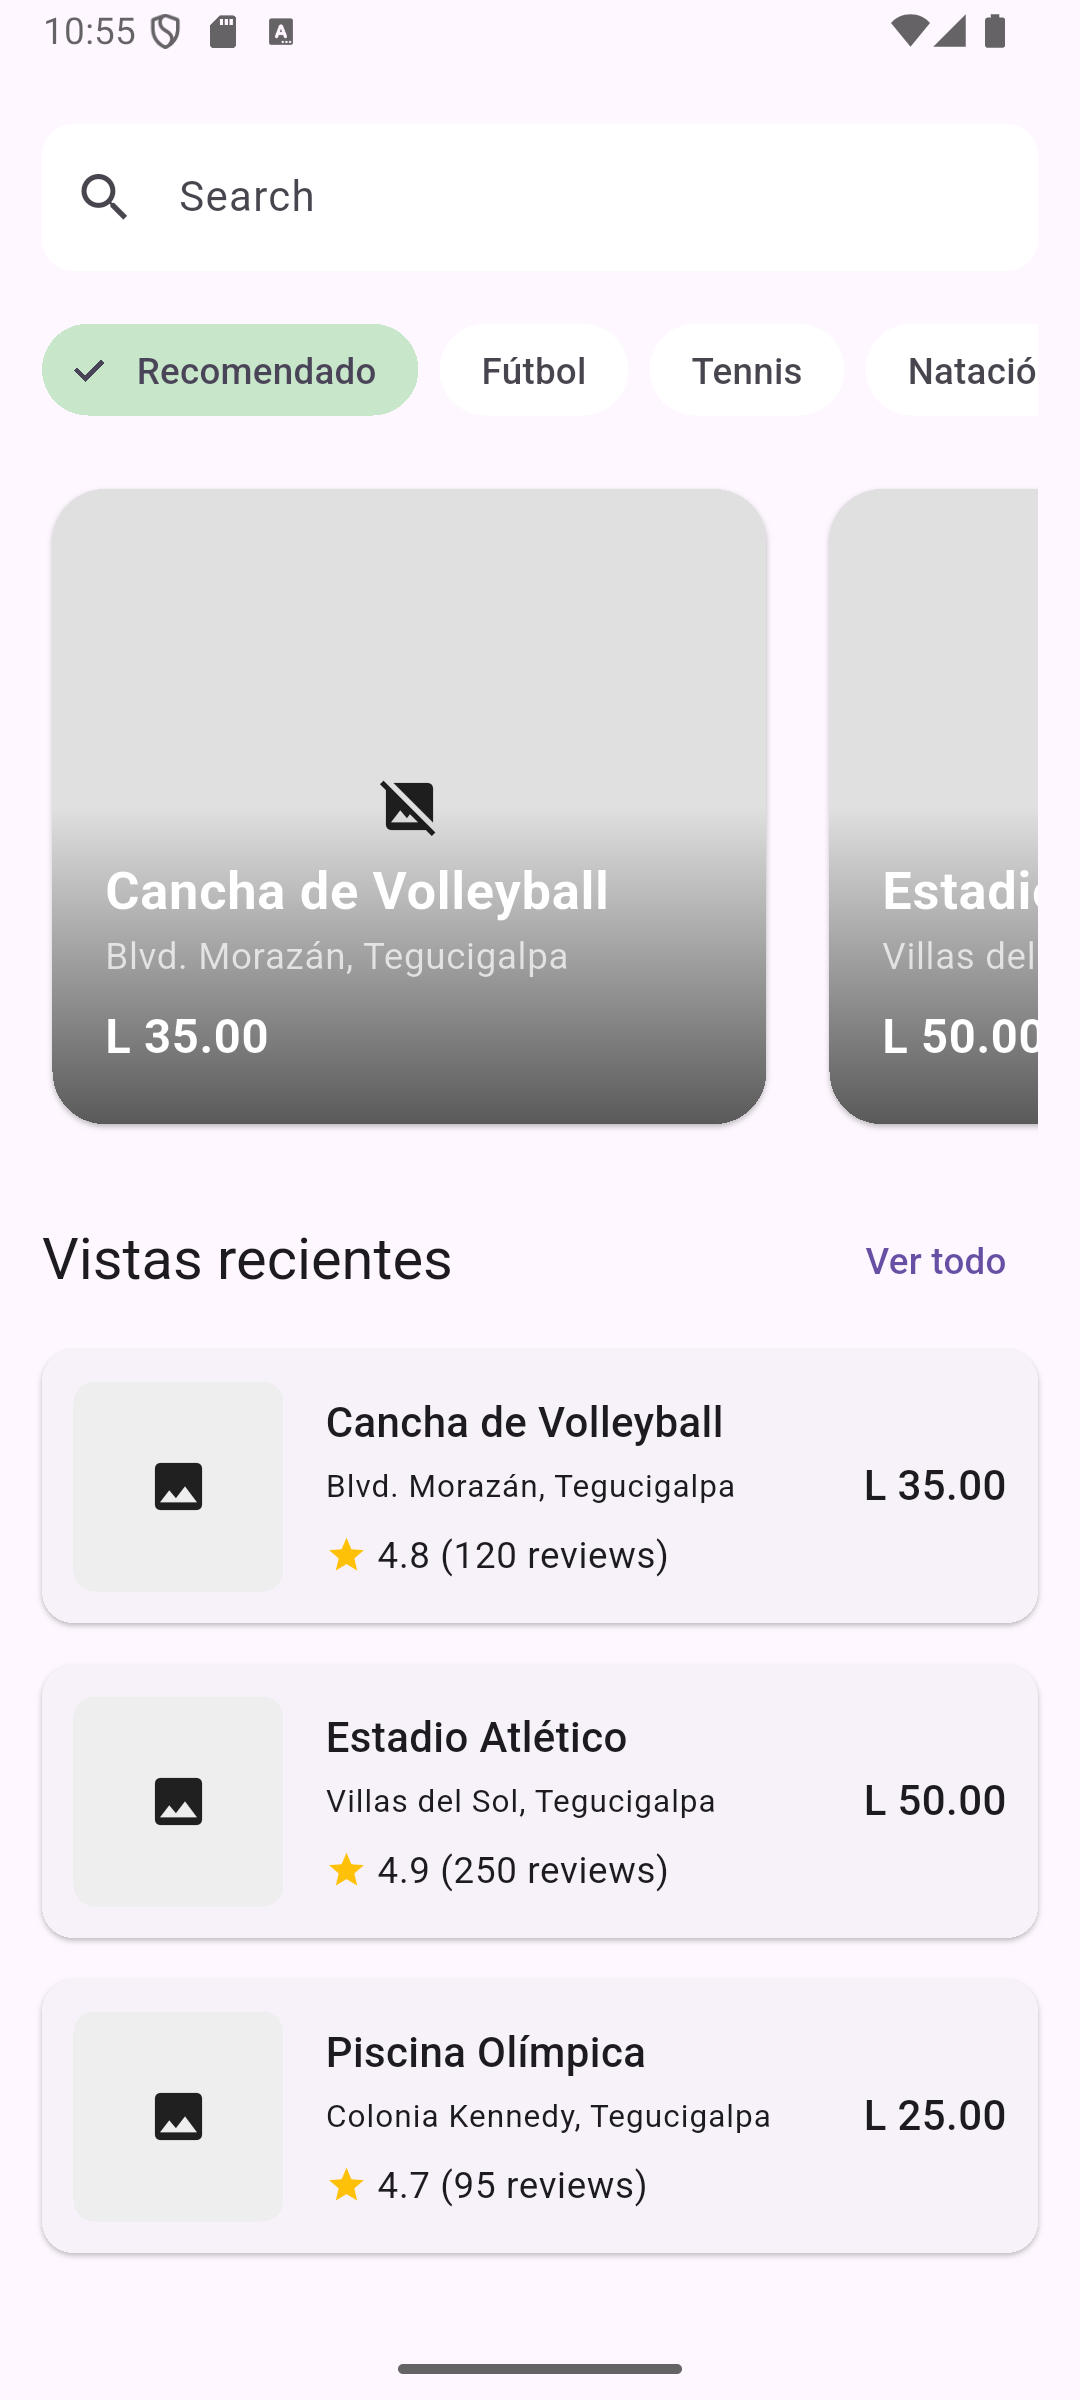 10:55
Search
Recomendado
Fútbol
Tennis
Natació
Cancha de Volleyball
Blvd. Morazán, Tegucigalpa
L 35.00
Estadio
Villas del
L 50.00
Vistas recientes
Ver todo
Cancha de Volleyball
Blvd. Morazán, Tegucigalpa
L 35.00
4.8 (120 reviews)
Estadio Atlético
Villas del Sol, Tegucigalpa
L 50.00
4.9 (250 reviews)
Piscina Olímpica
Colonia Kennedy, Tegucigalpa
L 25.00
4.7 (95 reviews)